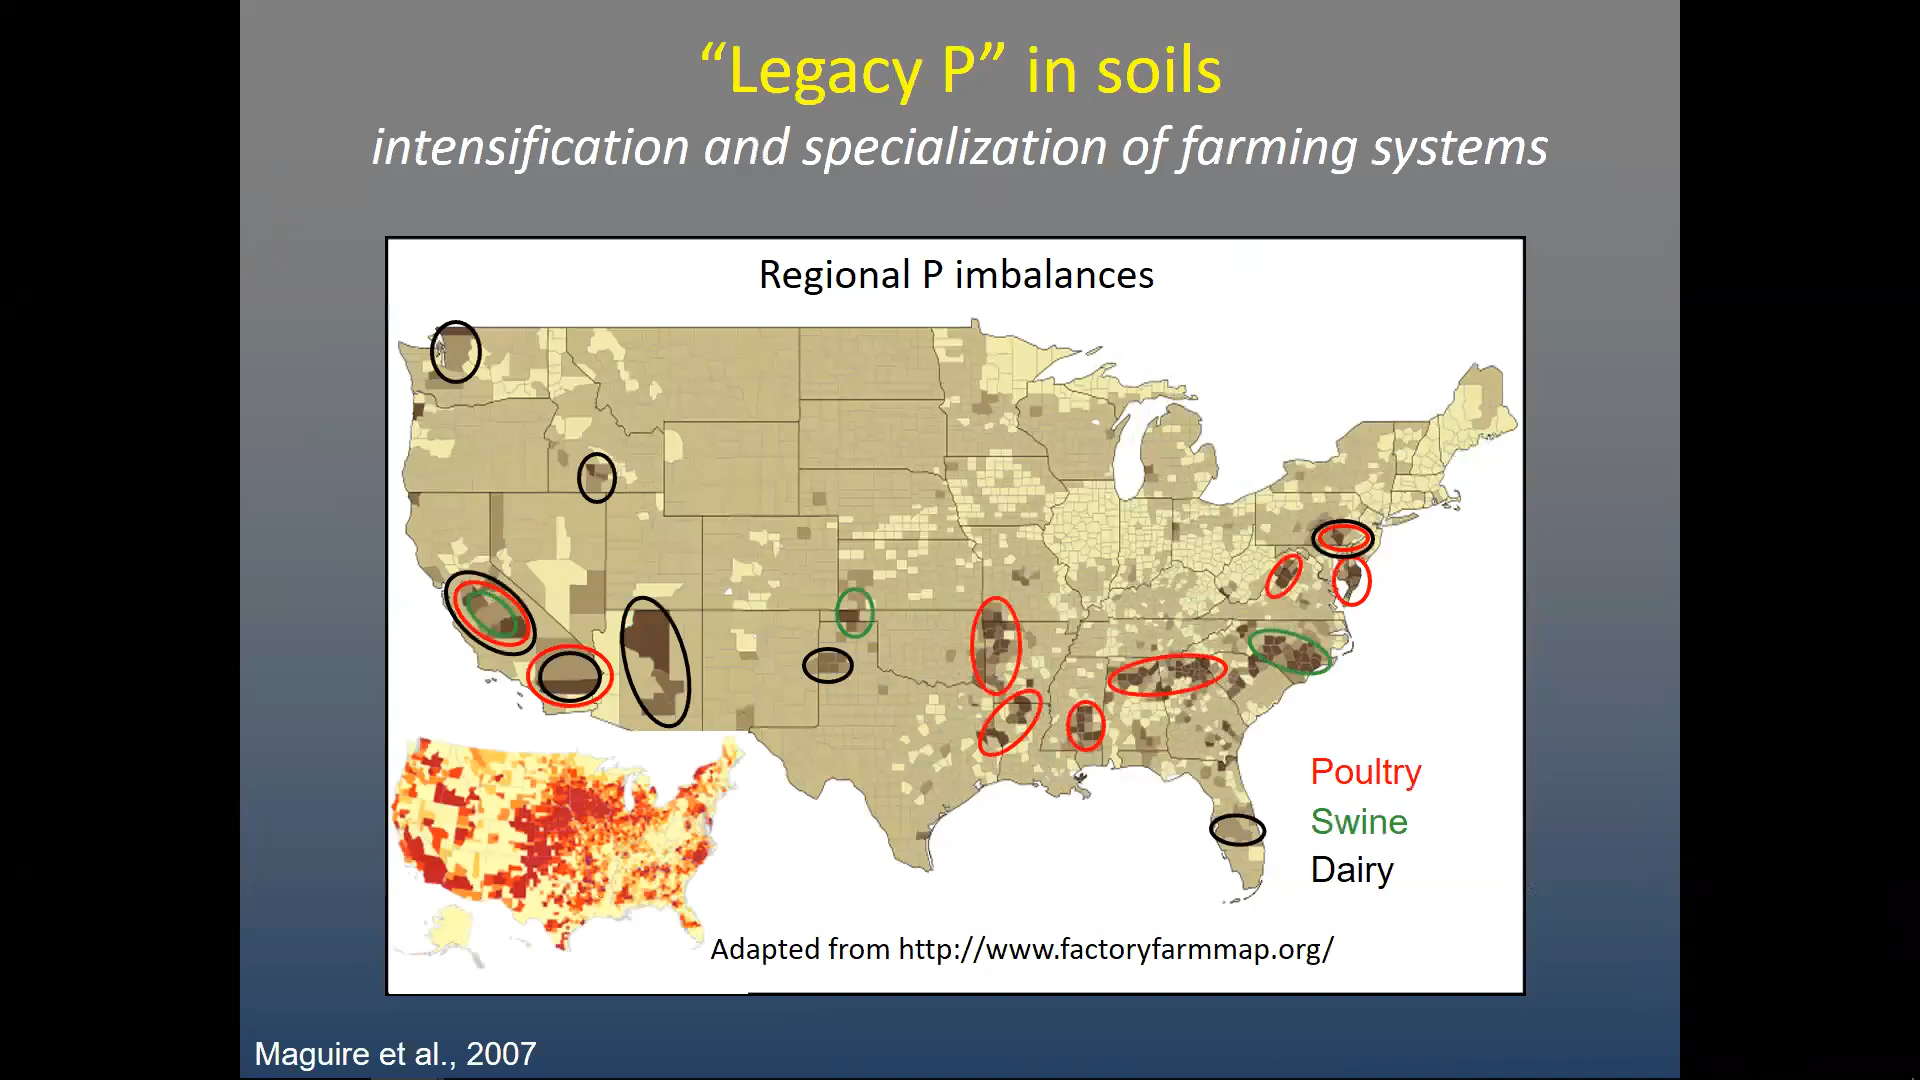 “Legacy P” in soils
intensification and specialization of farming systems
Regional P imbalances
Poultry
Swine
Dairy
Adapted from http://www.factoryfarmmap.org/
Maguire et al., 2007